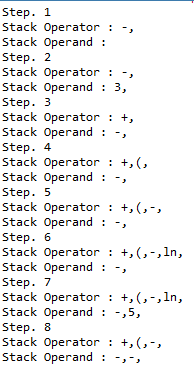 Step. 1
Stack Operator : -,
Stack Operand :
Step. 2
Stack Operator : -,
Stack Operand : 3,
Step. 3
Stack Operator : +,
Stack Operand : -,
Step. 4
Stack Operator : +,(,
Stack Operand : -,
Step. 5
Stack Operator : +,(,-,
Stack Operand : -,
Step. 6
Stack Operator : +,(,-,ln,
Stack Operand : -,
Step. 7
Stack Operator : +,(,-,ln,
Stack Operand : -,5,
Step. 8
Stack Operator : +,(,-,
Stack Operand : -,-,